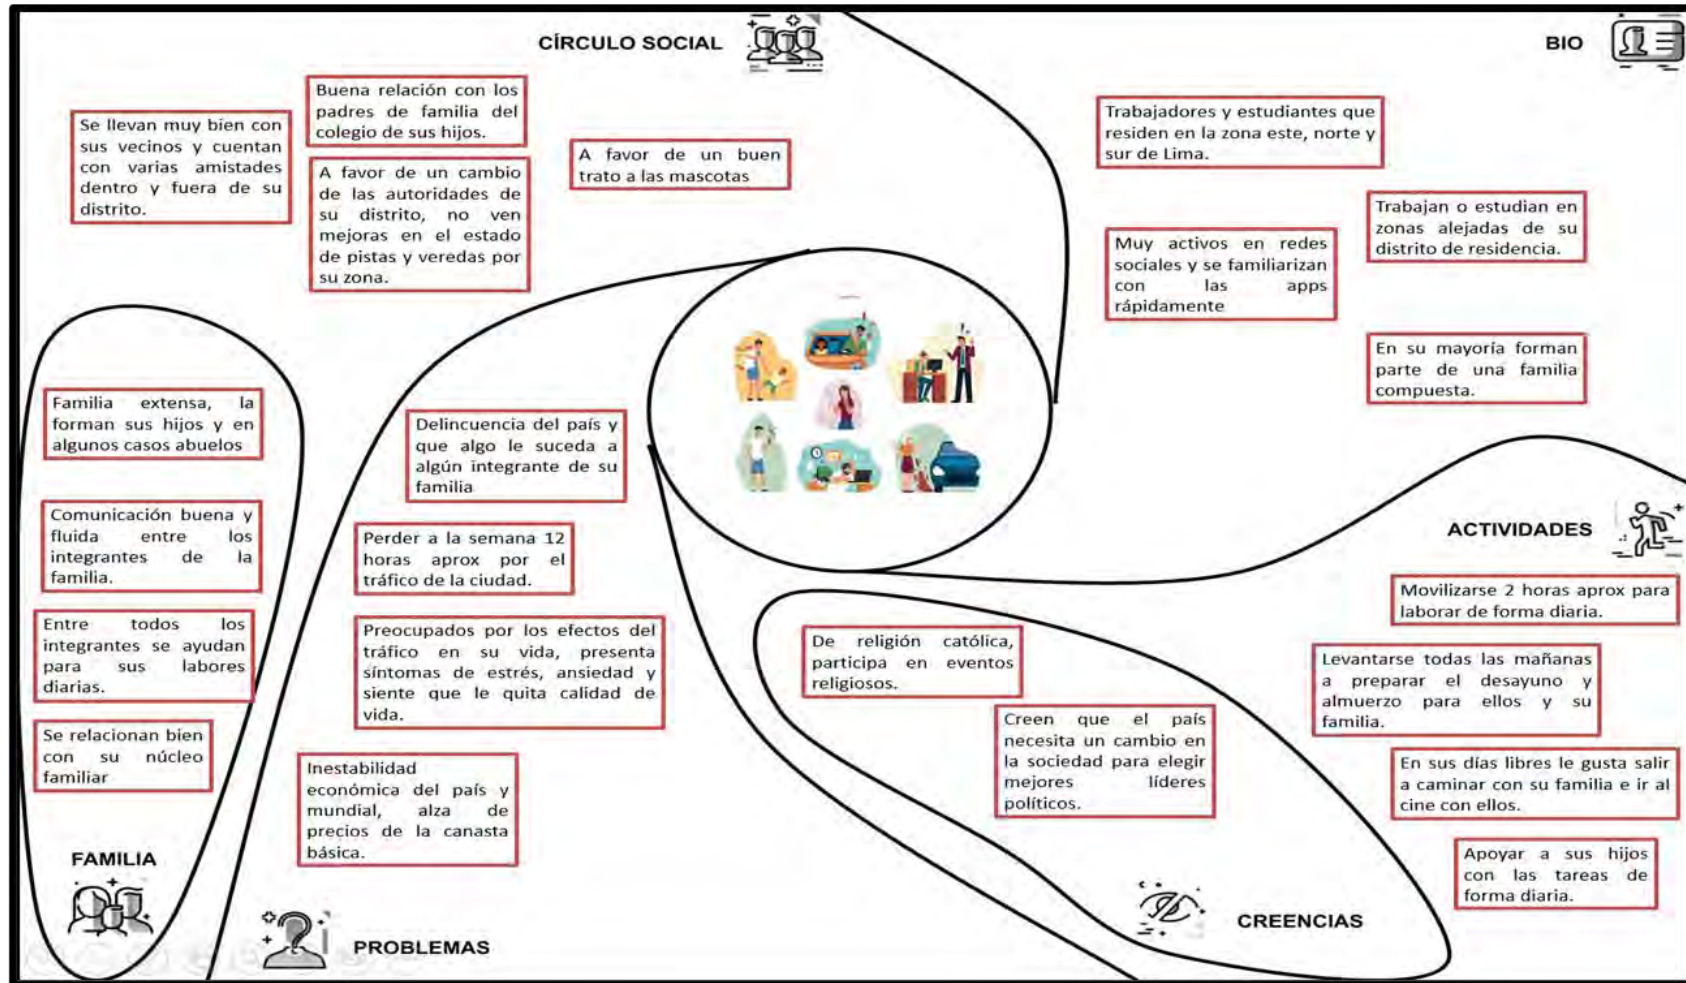 CÍRCULO SOCIAL
Se llevan muy bien con
sus vecinos y cuentan
con varias amistades
dentro y fuera de su
distrito.
Buena relación con los
padres de familia del
colegio de sus hijos.
A favor de un cambio
de las autoridades de
su distrito, no ven
mejoras en el estado
de pistas y veredas por
su zona.
A favor de un buen
trato a las mascotas
BIO
Trabajadores y estudiantes que
residen en la zona este, norte y
sur de Lima.
Trabajan o estudian en
zonas alejadas de su
distrito de residencia.
Muy activos en redes
sociales y se familiarizan
con las apps
rápidamente
En su mayoría forman
parte de una familia
compuesta.
Familia extensa, la
forman sus hijos y en
algunos casos abuelos
Comunicación buena y
fluida entre los
integrantes de la
familia.
Entre todos los
integrantes se ayudan
para sus labores
diarias.
Se relacionan bien
con su núcleo
familiar
FAMILIA
Delincuencia del país y
que algo le suceda a
algún integrante de su
familia
Perder a la semana 12
horas aprox por el
tráfico de la ciudad.
Preocupados por los efectos del
tráfico en su vida, presenta
síntomas de estrés, ansiedad y
siente que le quita calidad de
vida.
Inestabilidad
económica del país y
mundial, alza de
precios de la canasta
básica.
PROBLEMAS
De religión católica,
participa en eventos
religiosos.
Creen que el país
necesita un cambio en
la sociedad para elegir
mejores líderes
políticos.
CREENCIAS
ACTIVIDADES
Movilizarse 2 horas aprox para
laborar de forma diaria.
Levantarse todas las mañanas
a preparar el desayuno y
almuerzo para ellos y su
familia.
En sus días libres le gusta salir
a caminar con su familia e ir al
cine con ellos.
Apoyar a sus hijos
con las tareas de
forma diaria.